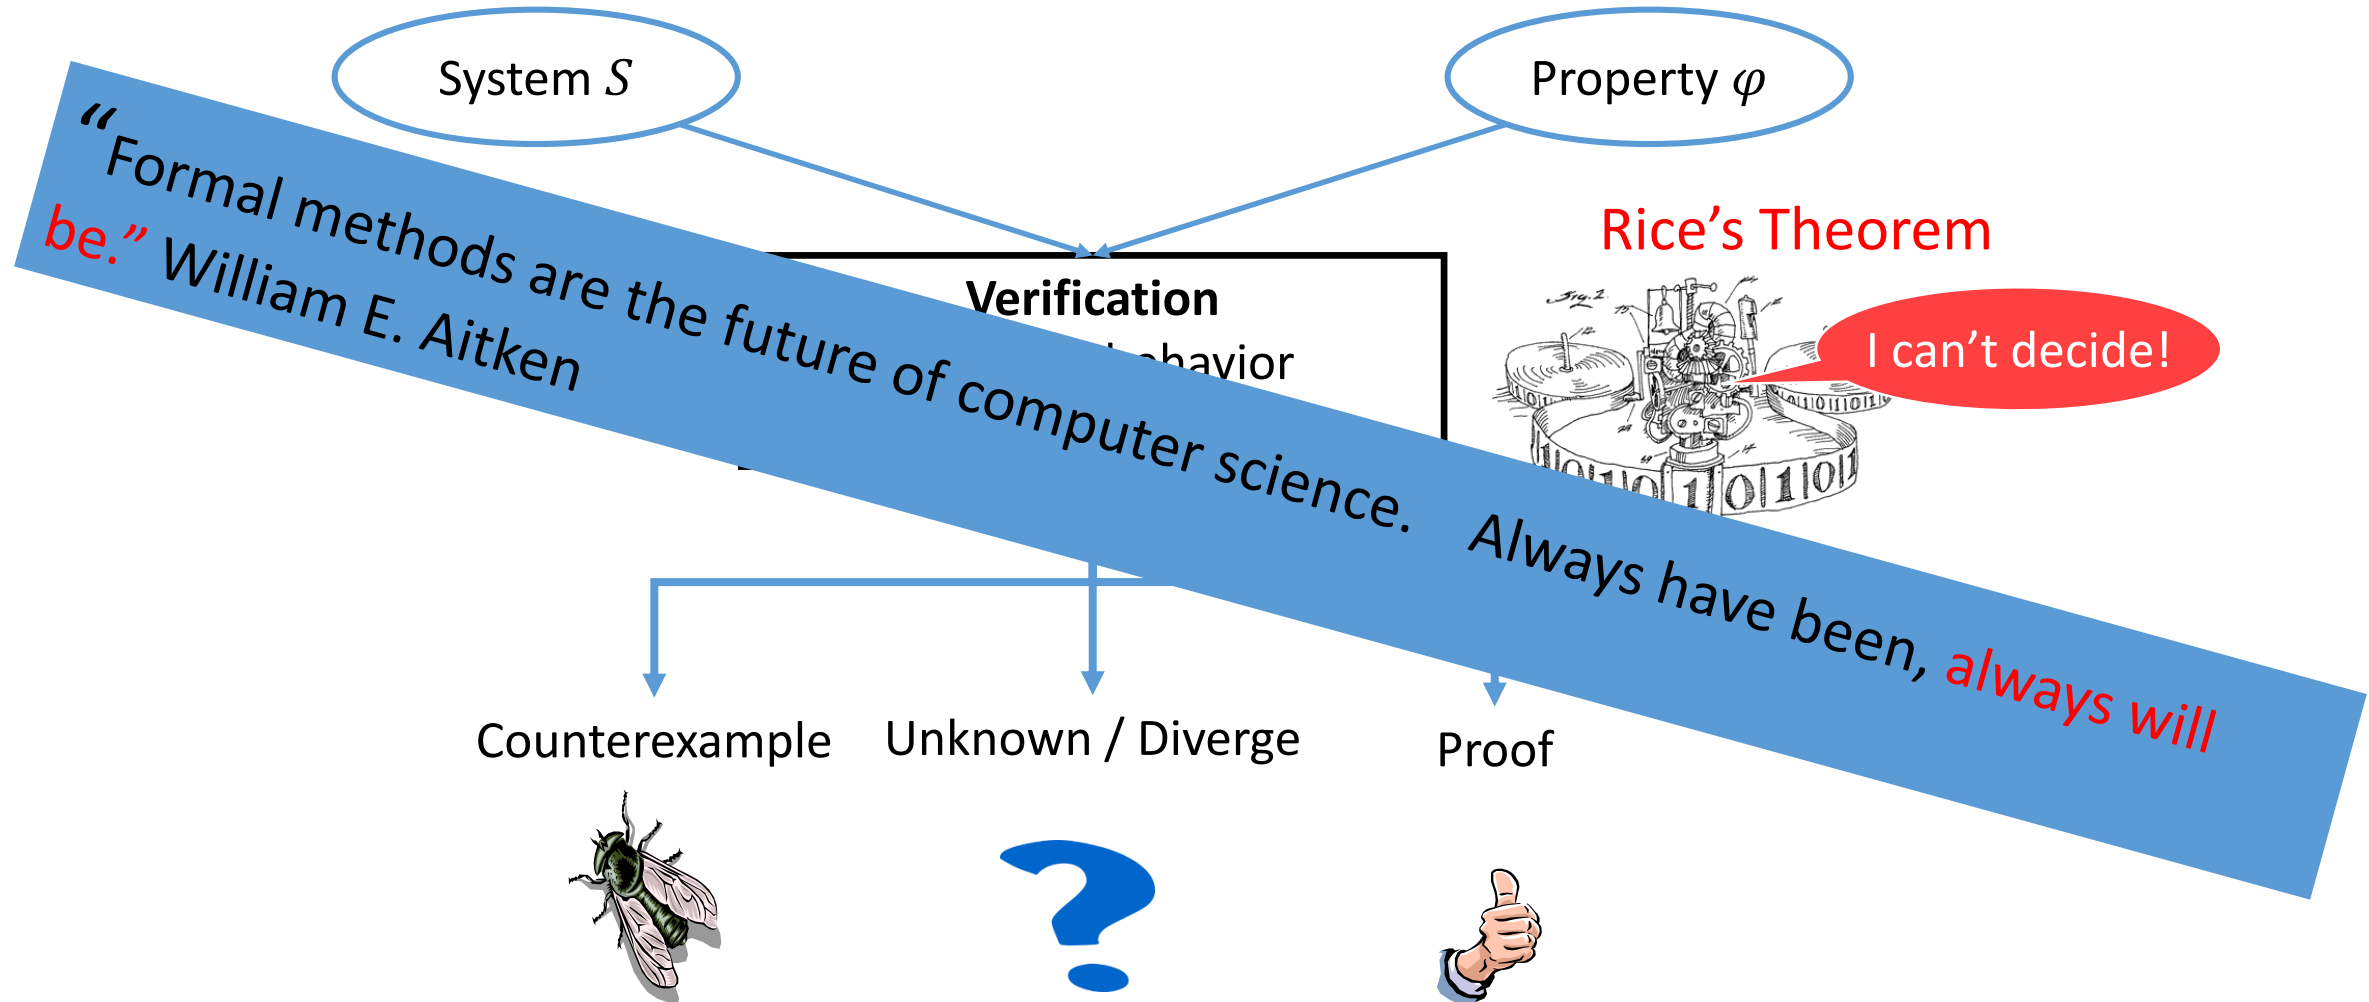 System S
Property φ
“Formal methods are the future of computer science. Always have been, always will
be.” William E. Aitken
Rice’s Theorem
Verification
I can’t decide!
Counterexample
Unknown / Diverge
Proof